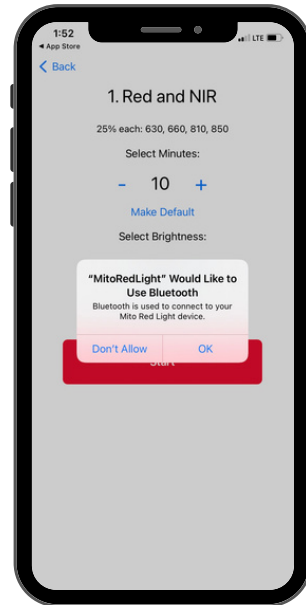 1:52
LTE
◀ App Store
Back
1. Red and NIR
25% each: 630, 660, 810, 850
Select Minutes:
- 10 +
Make Default
Select Brightness:
“MitoRedLight” Would Like to
Use Bluetooth
Bluetooth is used to connect to your
Mito Red Light device.
Don't Allow OK
Start